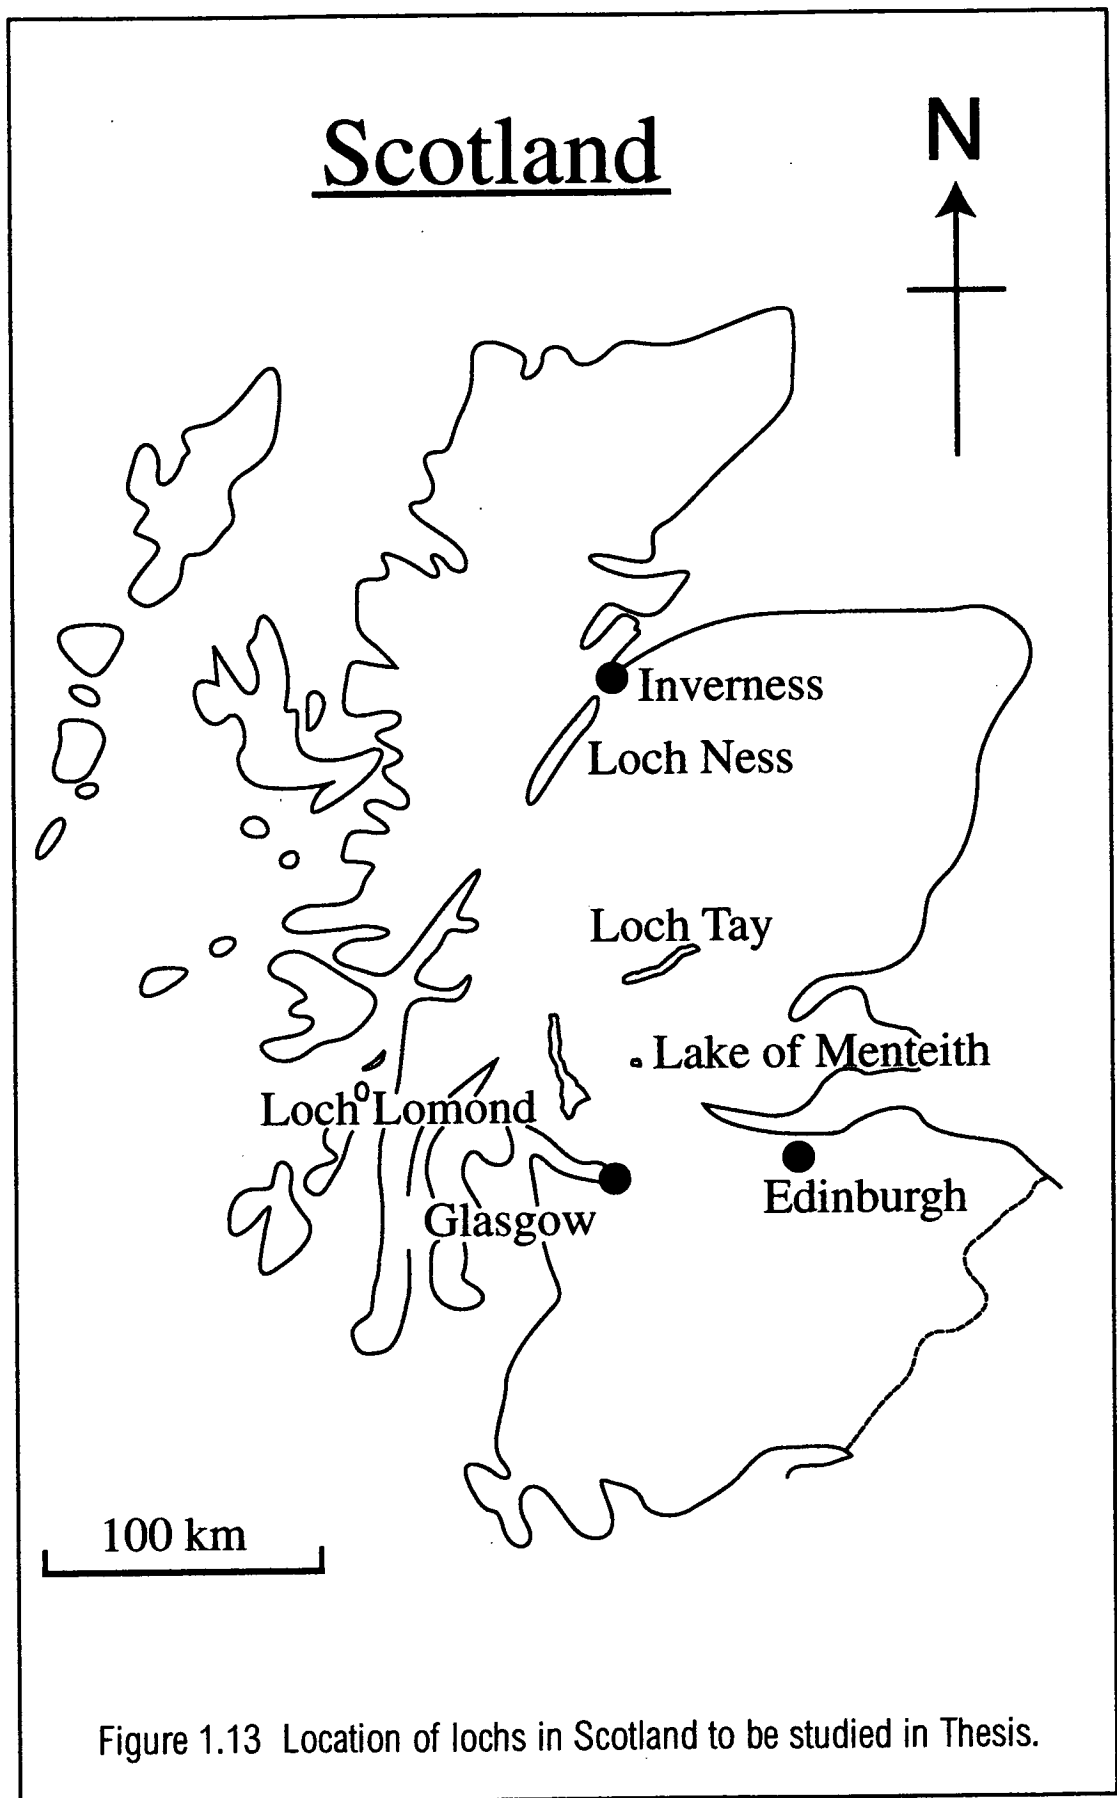 Scotland
N
Inverness
Loch Ness
Loch Tay
Lake of Menteith
Loch Lomond
Edinburgh
Glasgow
100 km
Figure 1.13 Location of lochs in Scotland to be studied in Thesis.